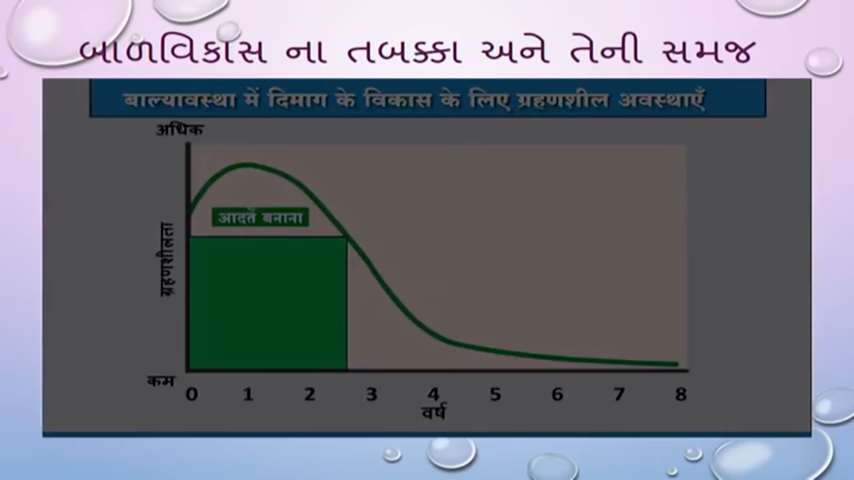 બાળવિકાસ ના તબક્કા અને તેની સમજ
बाल्यावस्था में दिमाग के विकास के लिए ग्रहणशील अवस्थाएँ
अधिक
आदतें बनाना
ग्रहणशीलता
कम
0 1 2 3 4 5 6 7 8
वर्ष